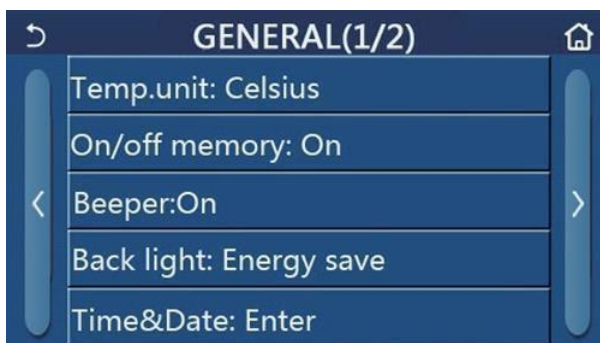 GENERAL(1/2)
Temp.unit: Celsius
On/off memory: On
Beeper:On
Back light: Energy save
Time&Date: Enter